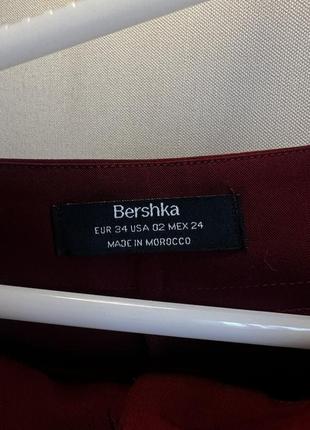 Bershka
EUR 34 USA 02 MEX 24
MADE IN MOROCCO